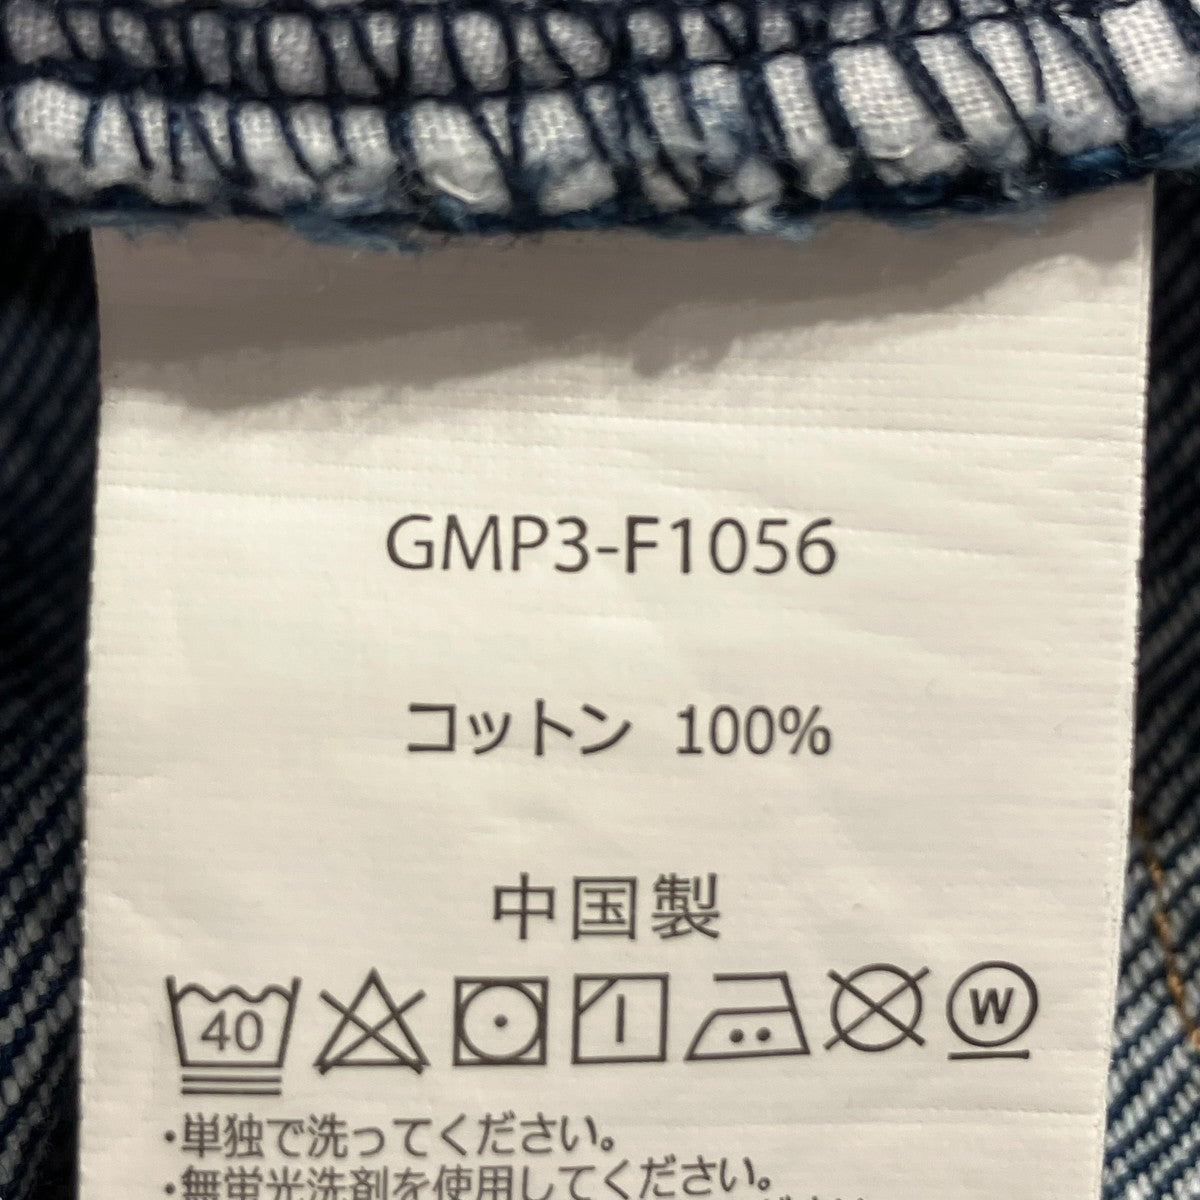 GMP3-F1056
コットン 100%
中国製
40 W
・単独で洗ってください。
・無蛍光洗剤を使用してください。